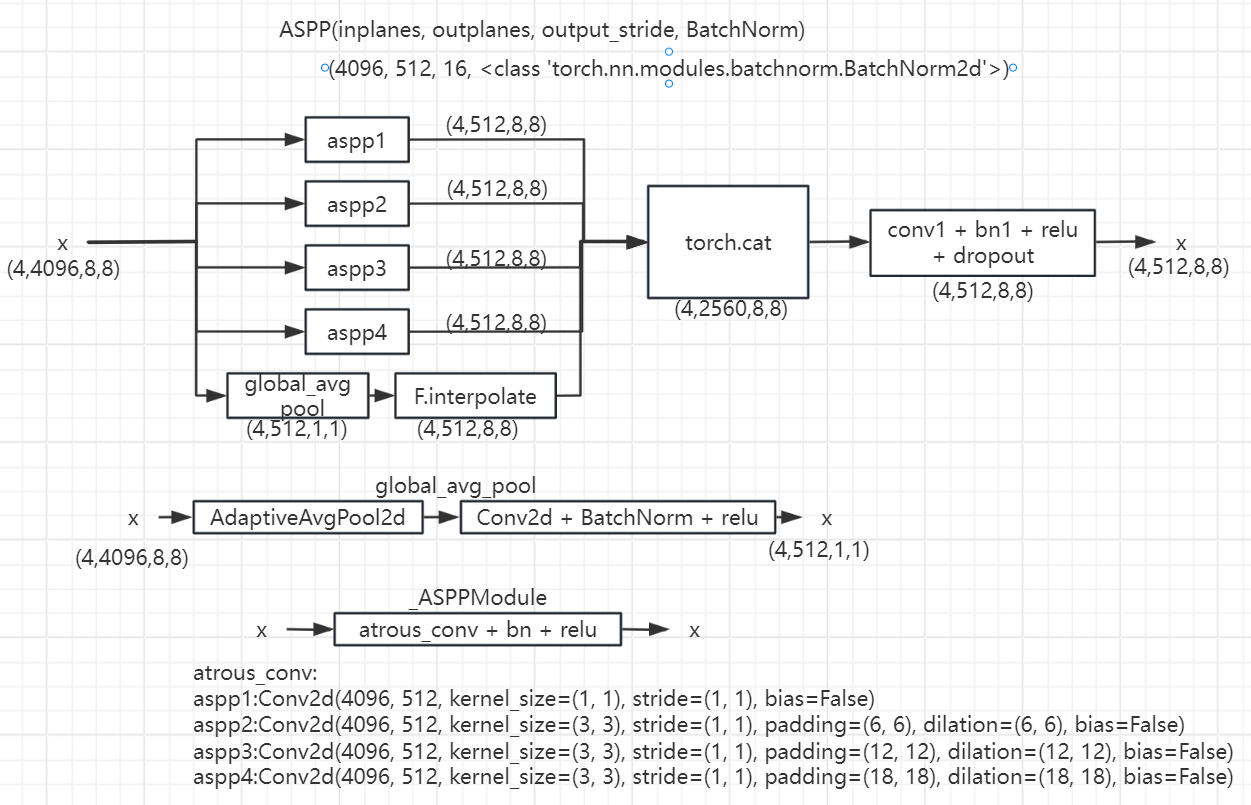 ASPP(inplanes, outplanes, output_stride, BatchNorm)
(4096, 512, 16, <class 'torch.nn.modules.batchnorm.BatchNorm2d'>)
aspp1
(4,512,8,8)
aspp2
(4,512,8,8)
x
(4,4096,8,8)
aspp3
(4,512,8,8)
aspp4
(4,512,8,8)
global_avg
pool
(4,512,1,1)
F.interpolate
(4,512,8,8)
torch.cat
(4,2560,8,8)
conv1 + bn1 + relu
+ dropout
(4,512,8,8)
x
(4,512,8,8)
global_avg_pool
x
(4,4096,8,8)
AdaptiveAvgPool2d
Conv2d + BatchNorm + relu
x
(4,512,1,1)
_ASPPModule
x
atrous_conv + bn + relu
x
atrous_conv:
aspp1:Conv2d(4096, 512, kernel_size=(1, 1), stride=(1, 1), bias=False)
aspp2:Conv2d(4096, 512, kernel_size=(3, 3), stride=(1, 1), padding=(6, 6), dilation=(6, 6), bias=False)
aspp3:Conv2d(4096, 512, kernel_size=(3, 3), stride=(1, 1), padding=(12, 12), dilation=(12, 12), bias=False)
aspp4:Conv2d(4096, 512, kernel_size=(3, 3), stride=(1, 1), padding=(18, 18), dilation=(18, 18), bias=False)